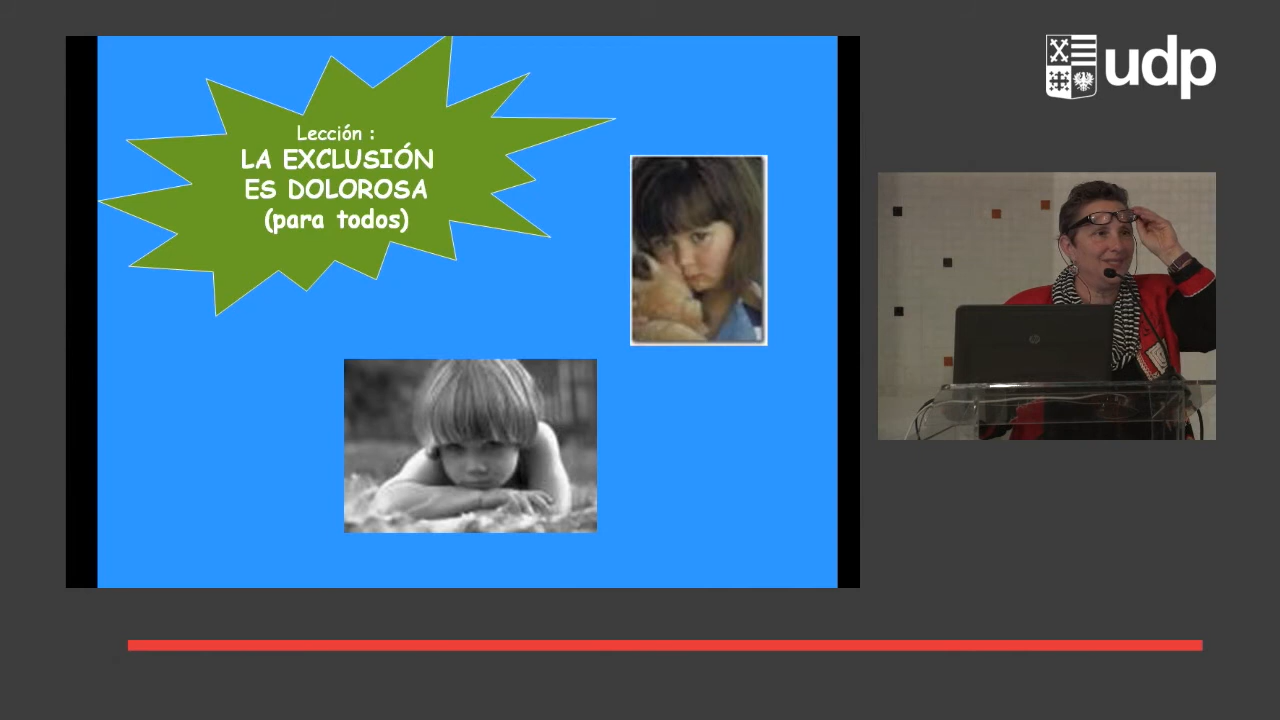 Lección :
LA EXCLUSIÓN
ES DOLOROSA
(para todos)
udp